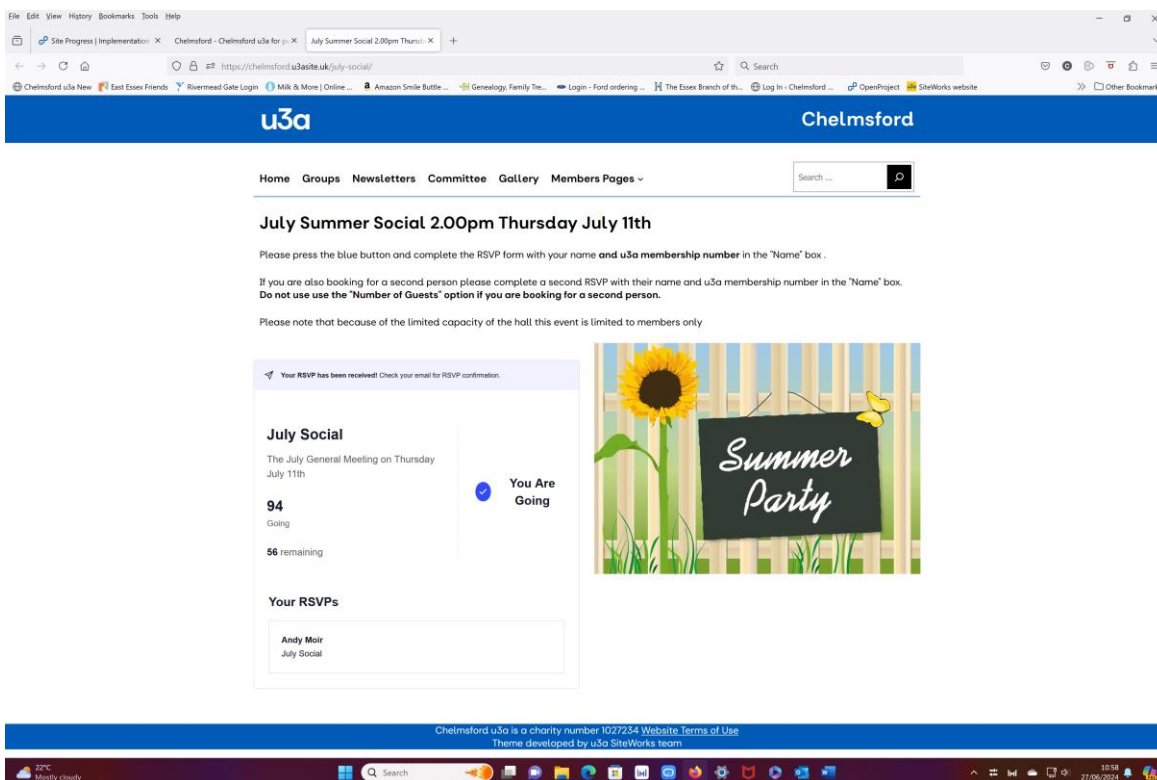 File Edit View History Bookmarks Tools Help
Site Progress | Implementation
Chelmsford - Chelmsford u3a for p
July Summer Social 2.00pm Thursd
https://chelmsford.u3asite.uk/july-social/
Search
Chelmsford u3a New
East Essex Friends
Rivermead Gate Login
Milk & More | Online ...
Amazon Smile Buttle ...
Genealogy, Family Tre...
Login - Ford ordering ...
The Essex Branch of th...
Log In ‹ Chelmsford ...
OpenProject
SiteWorks website
Other Bookmark
u3a
Chelmsford
Home Groups Newsletters Committee Gallery Members Pages
Search ...
July Summer Social 2.00pm Thursday July 11th
Please press the blue button and complete the RSVP form with your name and u3a membership number in the "Name" box .
If you are also booking for a second person please complete a second RSVP with their name and u3a membership number in the "Name" box.
Do not use use the "Number of Guests" option if you are booking for a second person.
Please note that because of the limited capacity of the hall this event is limited to members only
Your RSVP has been received! Check your email for RSVP confirmation.
July Social
The July General Meeting on Thursday
July 11th
94
Going
56 remaining
You Are
Going
Your RSVPs
Andy Moir
July Social
Summer
Party
Chelmsford u3a is a charity number 1027234 Website Terms of Use
Theme developed by u3a SiteWorks team
22°C
Mostly cloudy
Search
10:58
27/06/2024